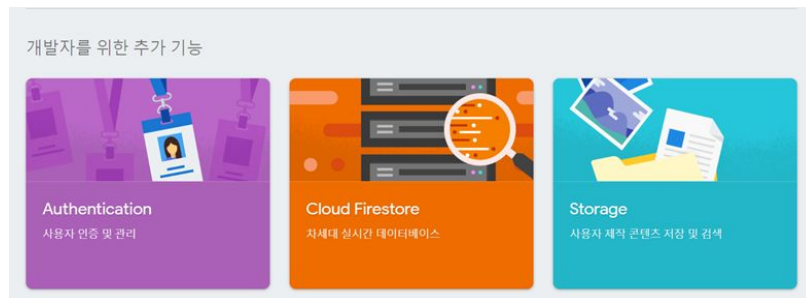 개발자를 위한 추가 기능
Authentication
사용자 인증 및 관리
Cloud Firestore
차세대 실시간 데이터베이스
Storage
사용자 제작 콘텐츠 저장 및 검색